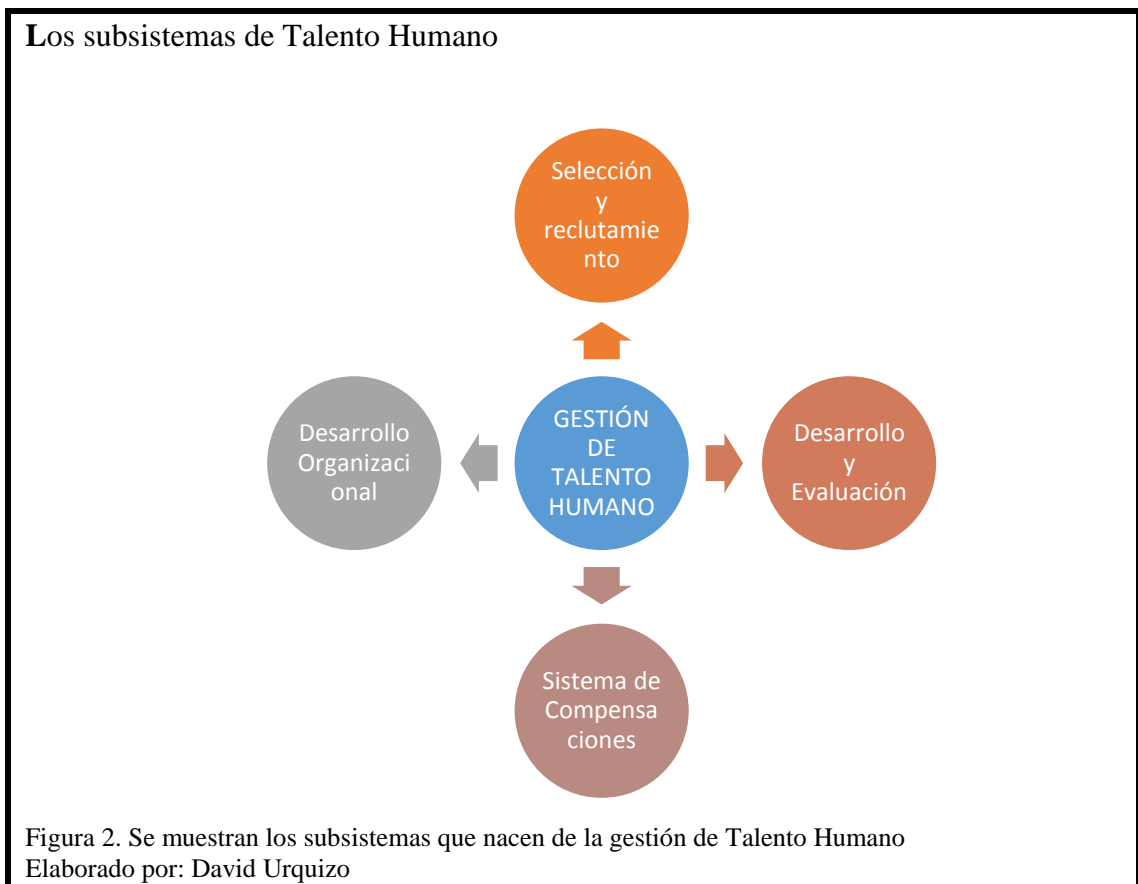 Los subsistemas de Talento Humano
Selección
y
reclutamie
nto
Desarrollo
Organizaci
onal
GESTIÓN
DE
TALENTO
HUMANO
Desarrollo
y
Evaluación
Sistema de
Compensa
ciones
Figura 2. Se muestran los subsistemas que nacen de la gestión de Talento Humano
Elaborado por: David Urquizo